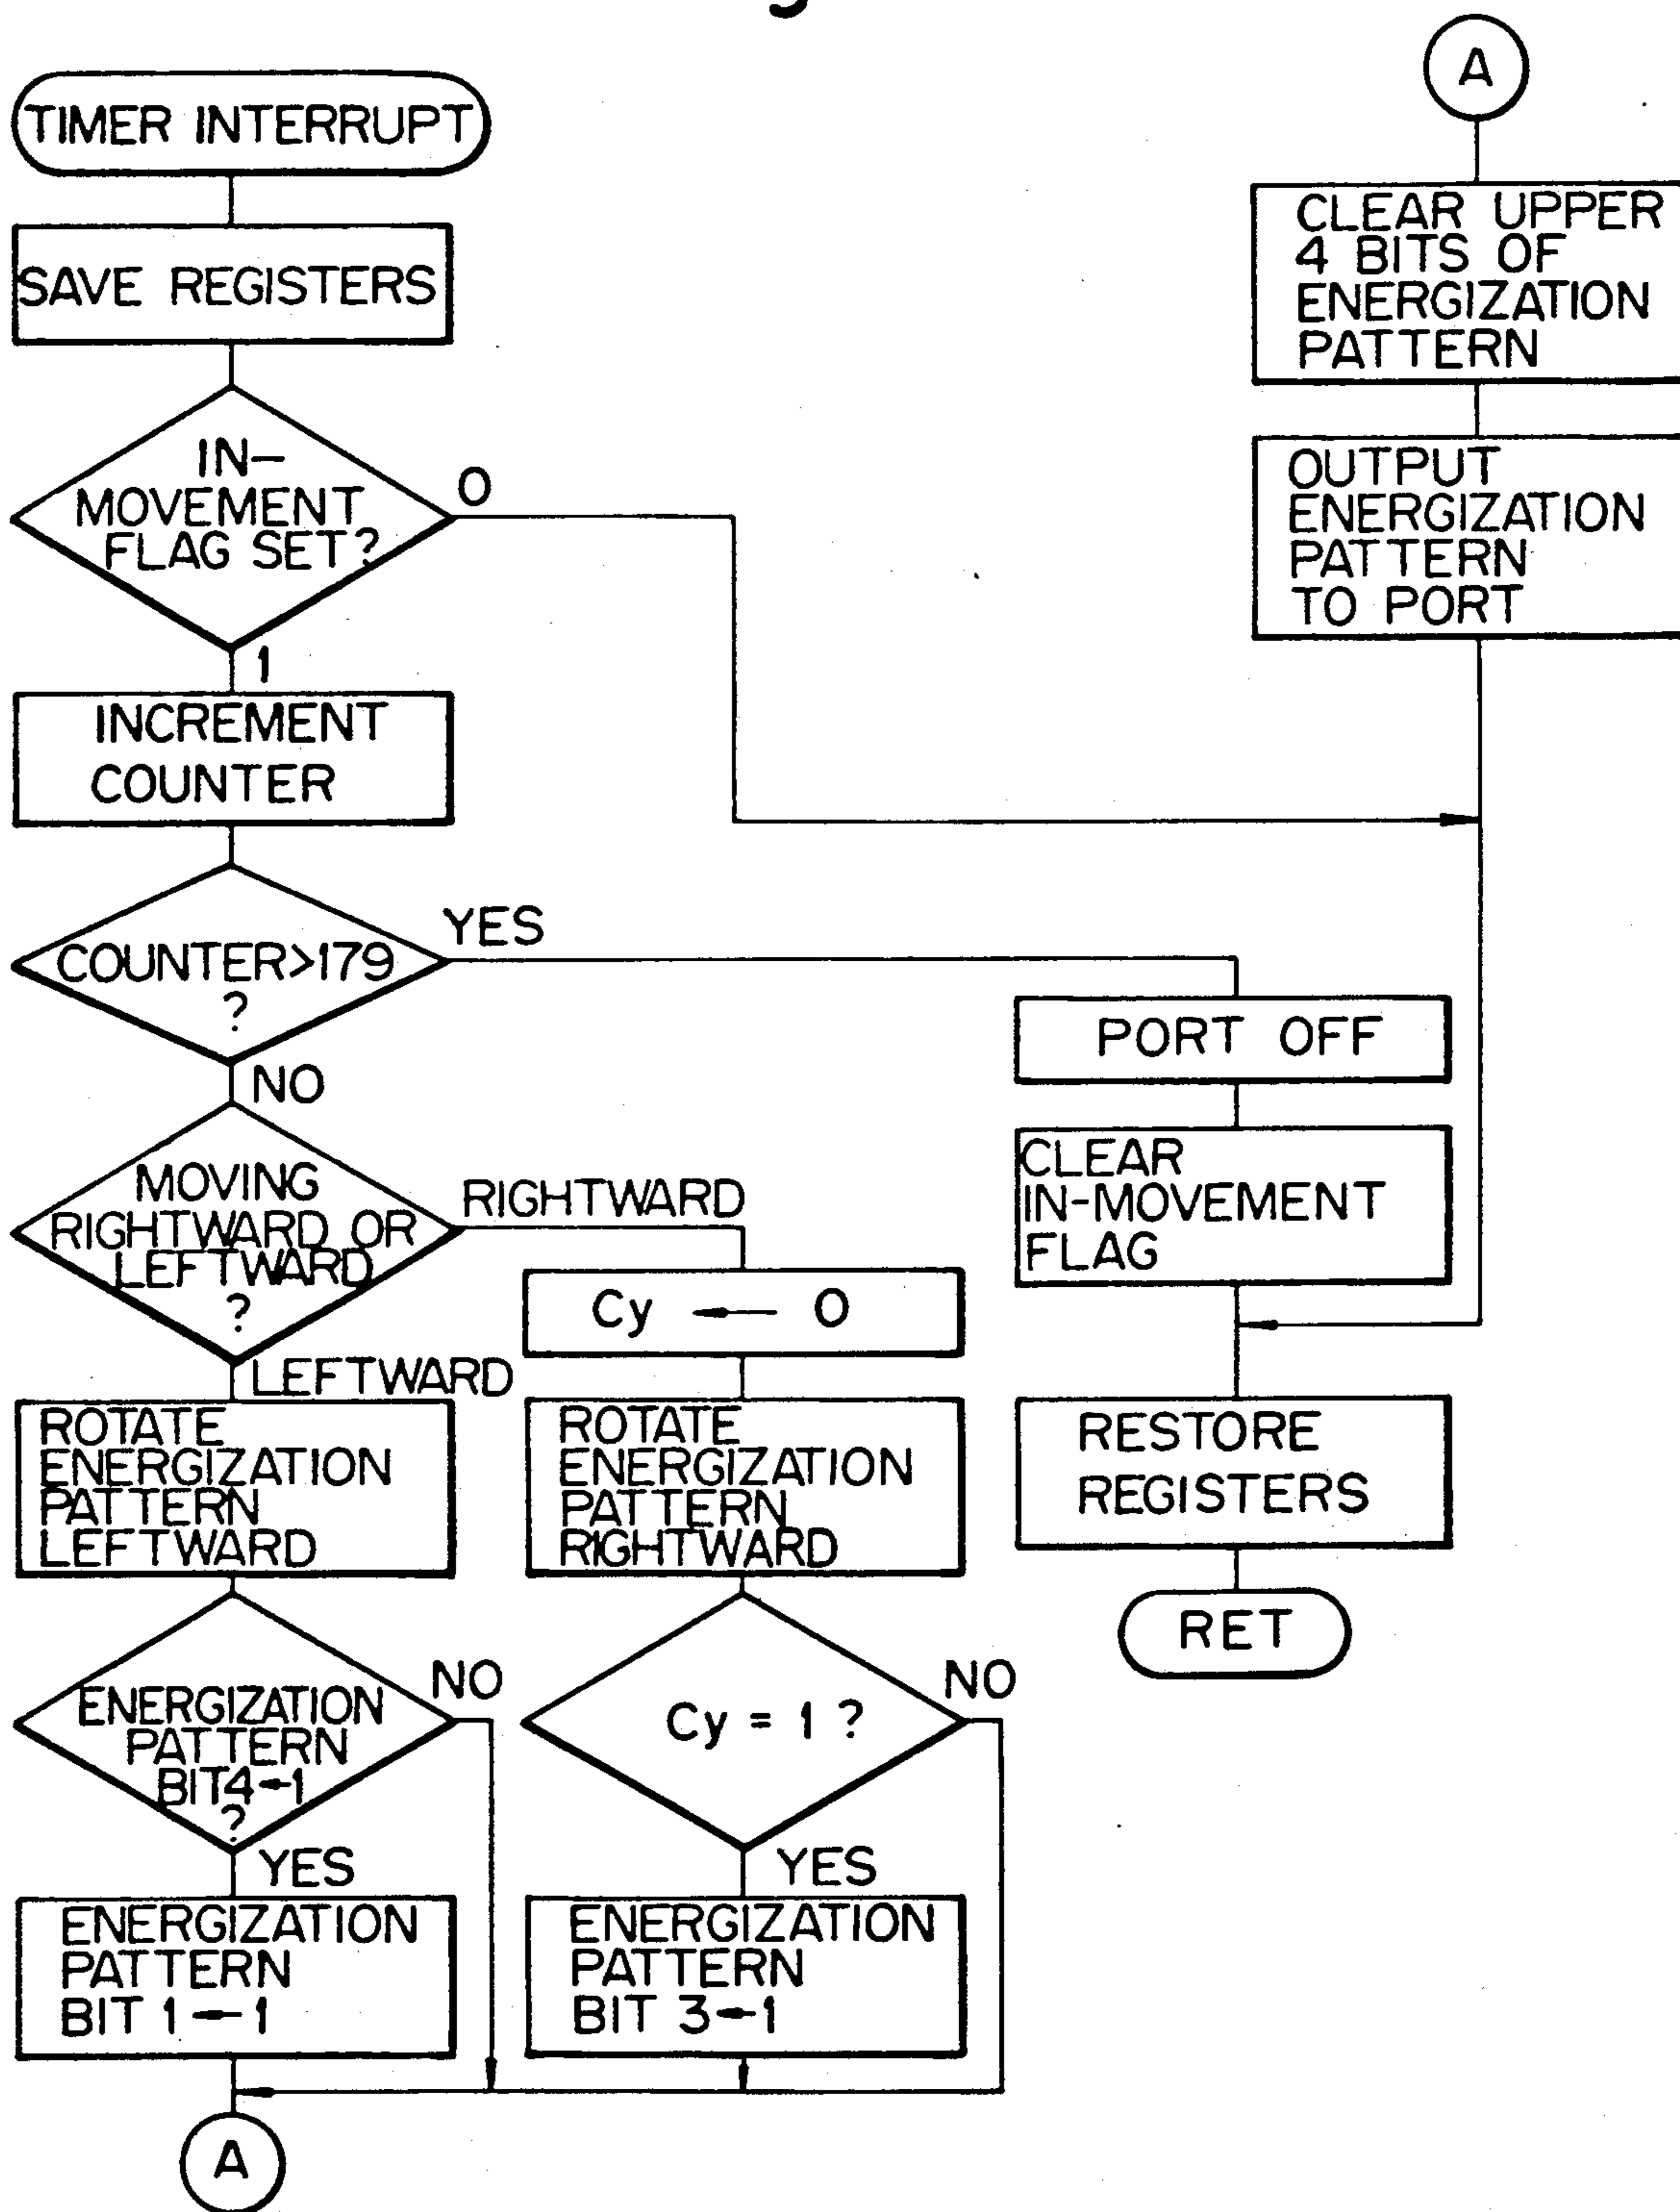 TIMER INTERRUPT
SAVE REGISTERS
IN-
MOVEMENT
FLAG SET?
0
1
INCREMENT
COUNTER
COUNTER>179
?
YES
NO
MOVING
RIGHTWARD OR
LEFTWARD
?
RIGHTWARD
LEFTWARD
ROTATE
ENERGIZATION
PATTERN
LEFTWARD
ENERGIZATION
PATTERN
BIT4←1
?
NO
YES
ENERGIZATION
PATTERN
BIT 1←1
A
Cy ← 0
ROTATE
ENERGIZATION
PATTERN
RIGHTWARD
Cy = 1 ?
NO
YES
ENERGIZATION
PATTERN
BIT 3←1
A
CLEAR UPPER
4 BITS OF
ENERGIZATION
PATTERN
OUTPUT
ENERGIZATION
PATTERN
TO PORT
PORT OFF
CLEAR
IN-MOVEMENT
FLAG
RESTORE
REGISTERS
RET